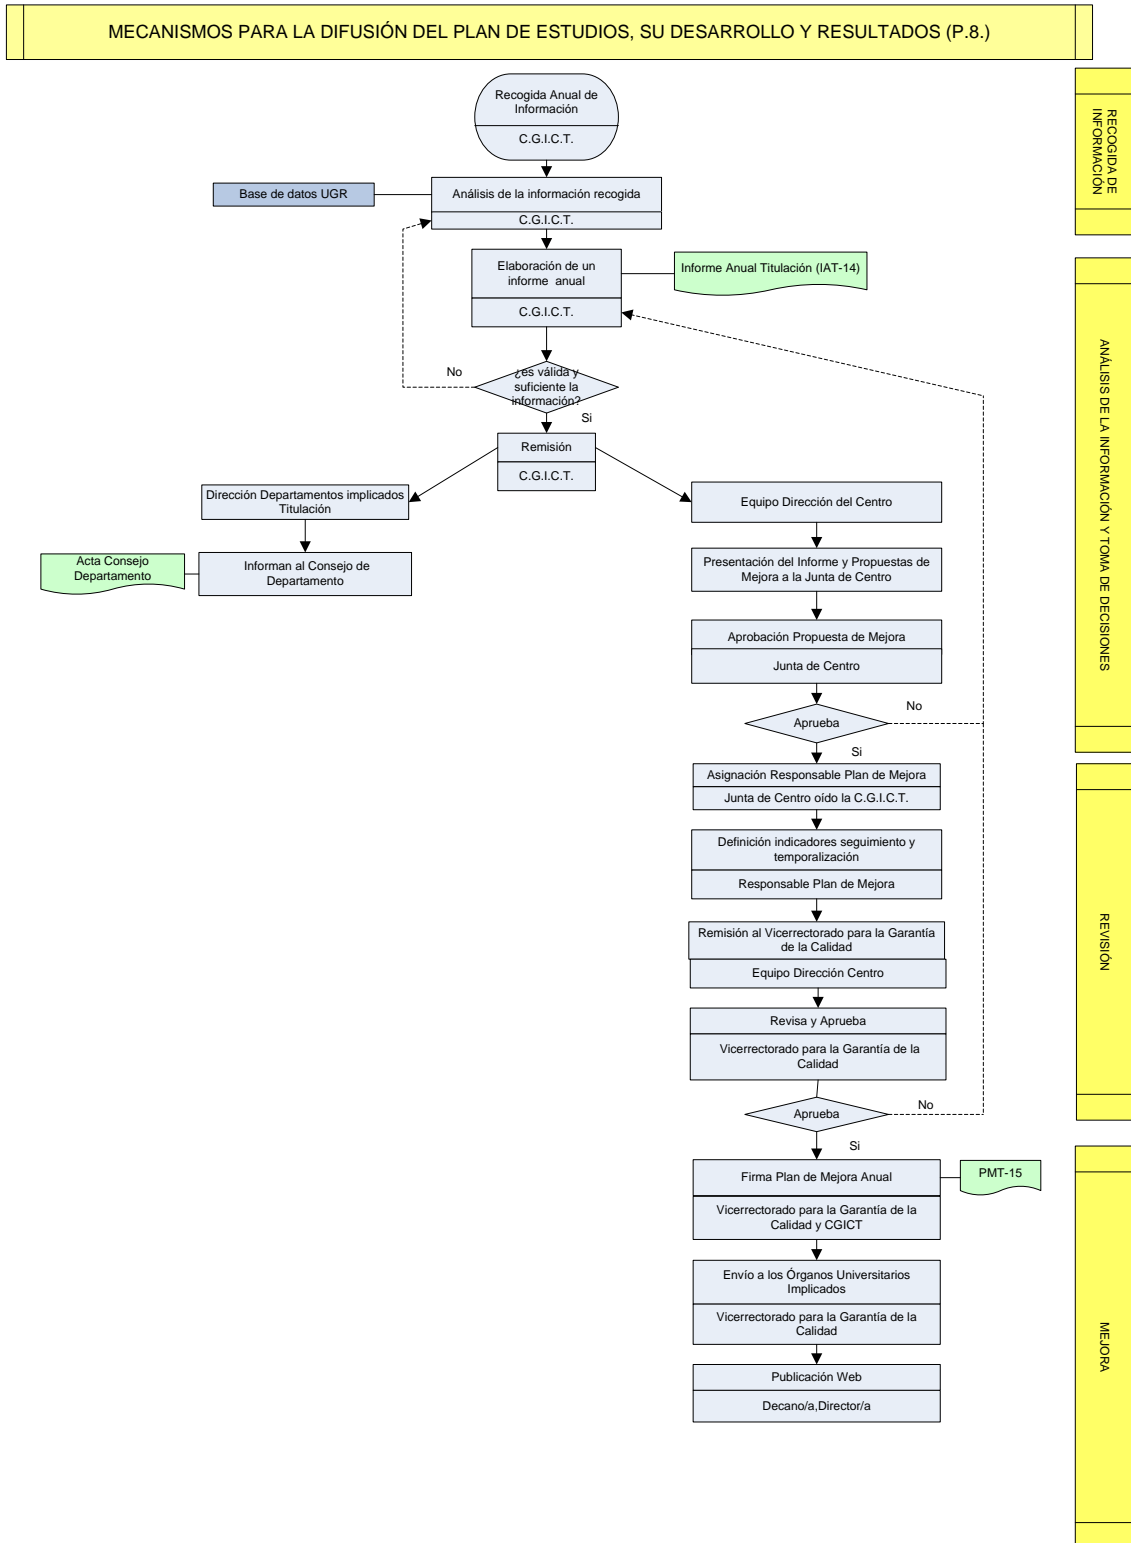 MECANISMOS PARA LA DIFUSIÓN DEL PLAN DE ESTUDIOS, SU DESARROLLO Y RESULTADOS (P.8.)
Recogida Anual de
Información
C.G.I.C.T.
RECOGIDA DE
INFORMACIÓN
Base de datos UGR
Análisis de la información recogida
C.G.I.C.T.
Elaboración de un
informe anual
C.G.I.C.T.
Informe Anual Titulación (IAT-14)
ANÁLISIS DE LA INFORMACIÓN Y TOMA DE DECISIONES
No
¿es válida y
suficiente la
información?
Si
Remisión
C.G.I.C.T.
Dirección Departamentos implicados
Titulación
Acta Consejo
Departamento
Informan al Consejo de
Departamento
Equipo Dirección del Centro
Presentación del Informe y Propuestas de
Mejora a la Junta de Centro
Aprobación Propuesta de Mejora
Junta de Centro
Aprueba
No
Si
Asignación Responsable Plan de Mejora
Junta de Centro oído la C.G.I.C.T.
Definición indicadores seguimiento y
temporalización
Responsable Plan de Mejora
REVISIÓN
Remisión al Vicerrectorado para la Garantía
de la Calidad
Equipo Dirección Centro
Revisa y Aprueba
Vicerrectorado para la Garantía de la
Calidad
Aprueba
No
Si
Firma Plan de Mejora Anual
Vicerrectorado para la Garantía de la
Calidad y CGICT
PMT-15
Envío a los Órganos Universitarios
Implicados
Vicerrectorado para la Garantía de la
Calidad
MEJORA
Publicación Web
Decano/a,Director/a